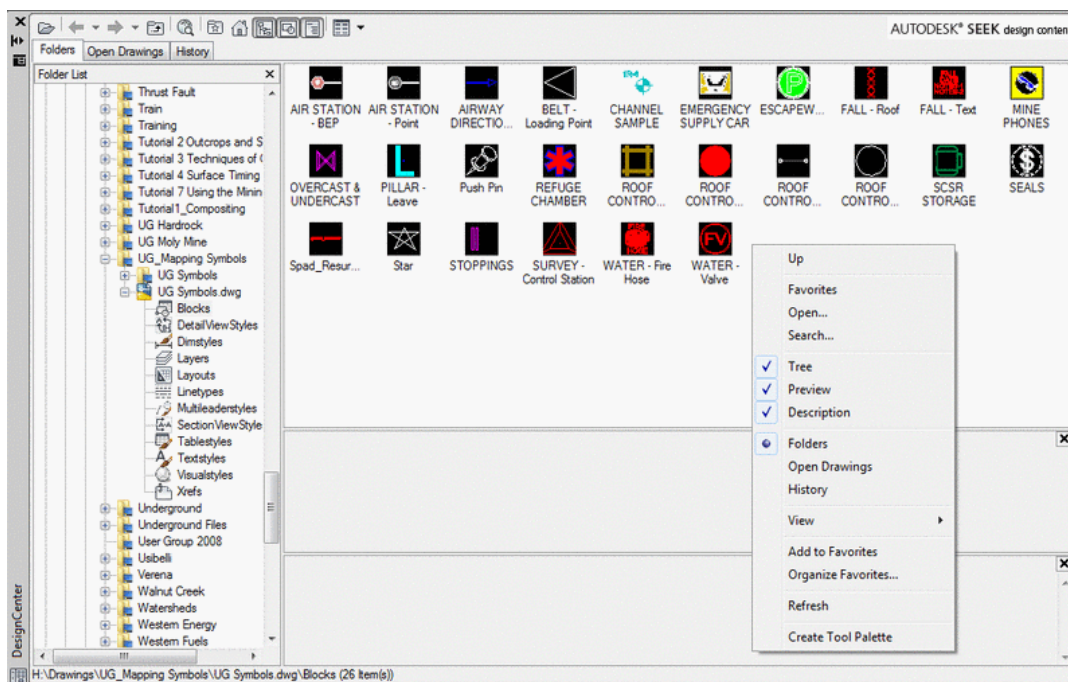 AUTODESK® SEEK design conten
Folders Open Drawings History
Folder List
Thrust Fault
Train
Training
Tutorial 2 Outcrops and S
Tutorial 3 Techniques of C
Tutorial 4 Surface Timing
Tutorial 7 Using the Minin
Tutorial1_Compositing
UG Hardrock
UG Moly Mine
UG_Mapping Symbols
UG Symbols
UG Symbols.dwg
Blocks
DetailViewStyles
Dimstyles
Layers
Layouts
Linetypes
Multileaderstyles
SectionViewStyle
Tablestyles
Textstyles
Visualstyles
Xrefs
Underground
Underground Files
User Group 2008
Usibelli
Verena
Walnut Creek
Watersheds
Western Energy
Western Fuels
AIR STATION - BEP
AIR STATION - Point
AIRWAY DIRECTIO...
BELT - Loading Point
CHANNEL SAMPLE
EMERGENCY SUPPLY CAR
P
ESCAPEW...
FALL - Roof
FALL - Text
MINE PHONES
OVERCAST & UNDERCAST
PILLAR - Leave
Push Pin
REFUGE CHAMBER
ROOF CONTRO...
ROOF CONTRO...
ROOF CONTRO...
ROOF CONTRO...
SCSR STORAGE
$
SEALS
Spad_Resur...
Star
STOPPINGS
SURVEY - Control Station
WATER - Fire Hose
FV
WATER - Valve
Up
Favorites
Open...
Search...
Tree
Preview
Description
Folders
Open Drawings
History
View
Add to Favorites
Organize Favorites...
Refresh
Create Tool Palette
DesignCenter
H:\Drawings\UG_Mapping Symbols\UG Symbols.dwg\Blocks (26 Item(s))